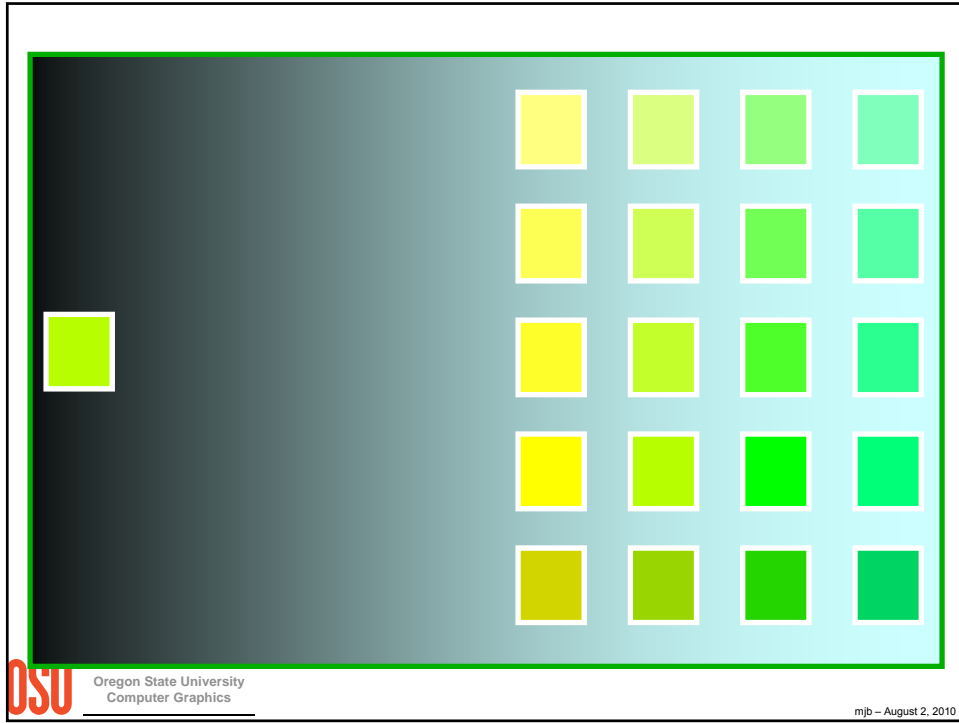 OSU
Oregon State University
Computer Graphics
mjb – August 2, 2010